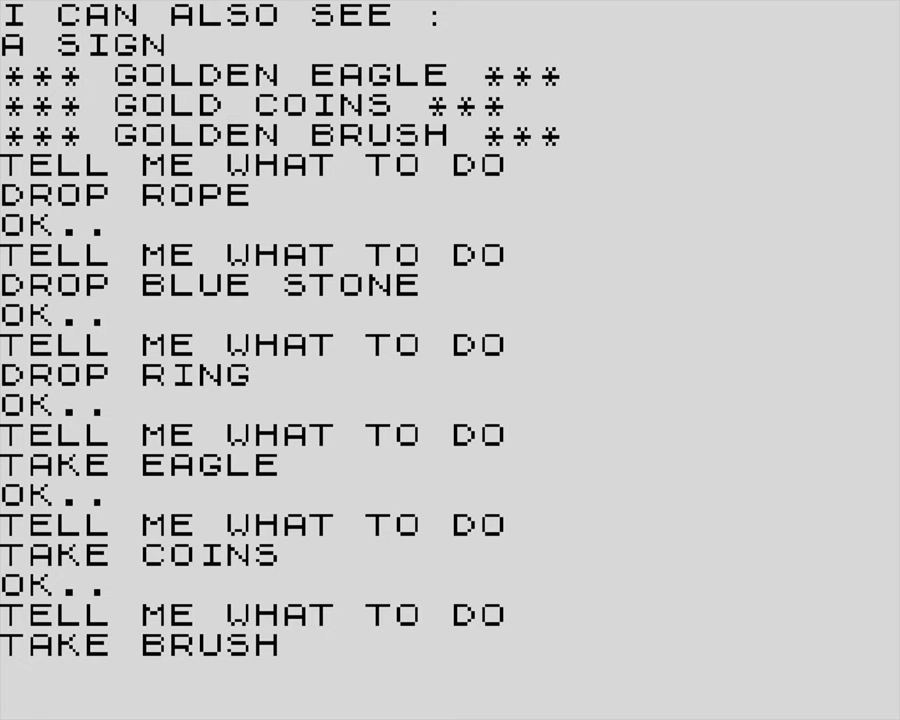 I CAN ALSO SEE :
A SIGN
*** GOLDEN EAGLE ***
*** GOLD COINS ***
*** GOLDEN BRUSH ***
TELL ME WHAT TO DO
DROP ROPE
OK..
TELL ME WHAT TO DO
DROP BLUE STONE
OK..
TELL ME WHAT TO DO
DROP RING
OK..
TELL ME WHAT TO DO
TAKE EAGLE
OK..
TELL ME WHAT TO DO
TAKE COINS
OK..
TELL ME WHAT TO DO
TAKE BRUSH